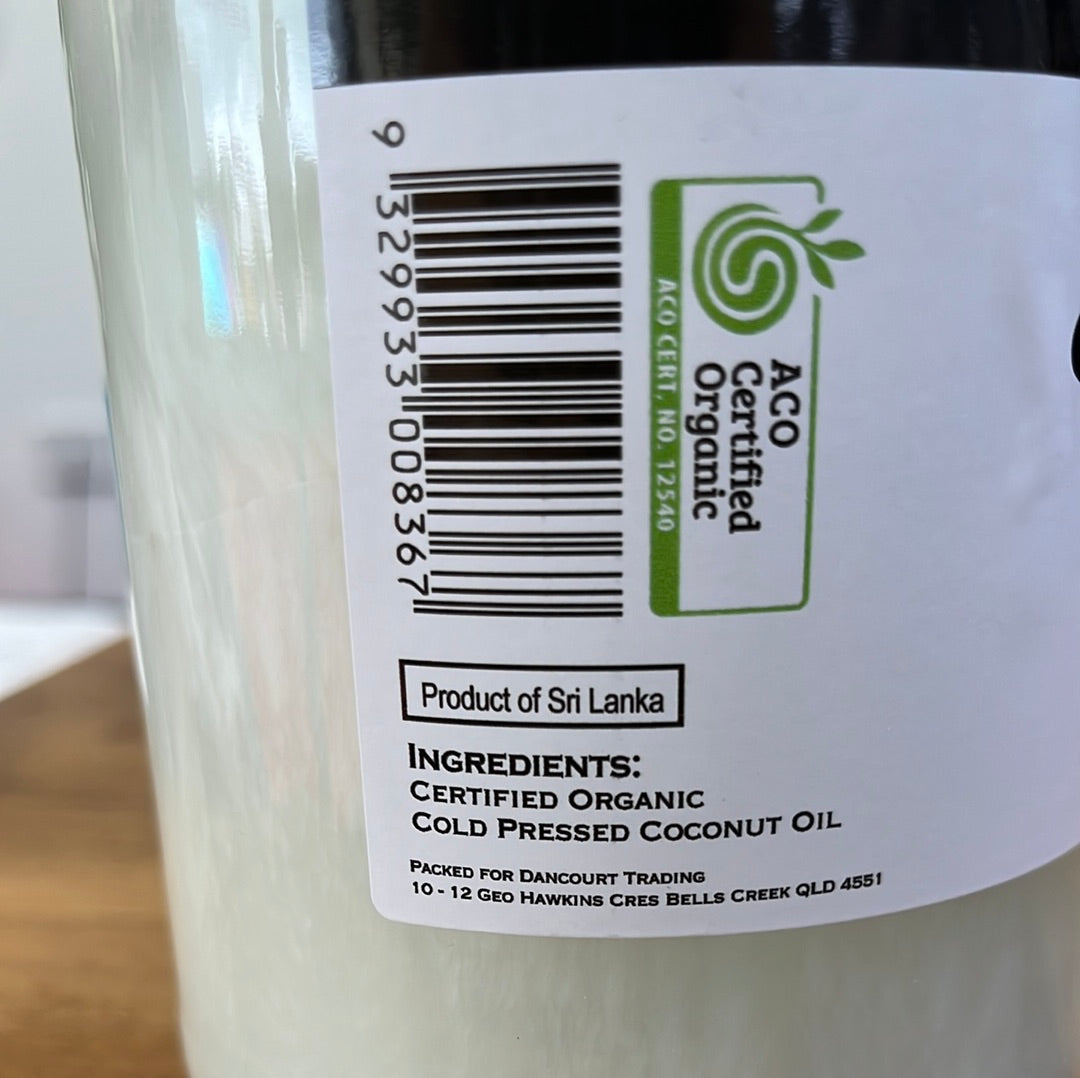 9 329933 008367
ACO
Certified
Organic
ACO CERT. NO. 12540
Product of Sri Lanka
INGREDIENTS:
CERTIFIED ORGANIC
COLD PRESSED COCONUT OIL
PACKED FOR DANCOURT TRADING
10 - 12 GEO HAWKINS CRES BELLS CREEK QLD 4551